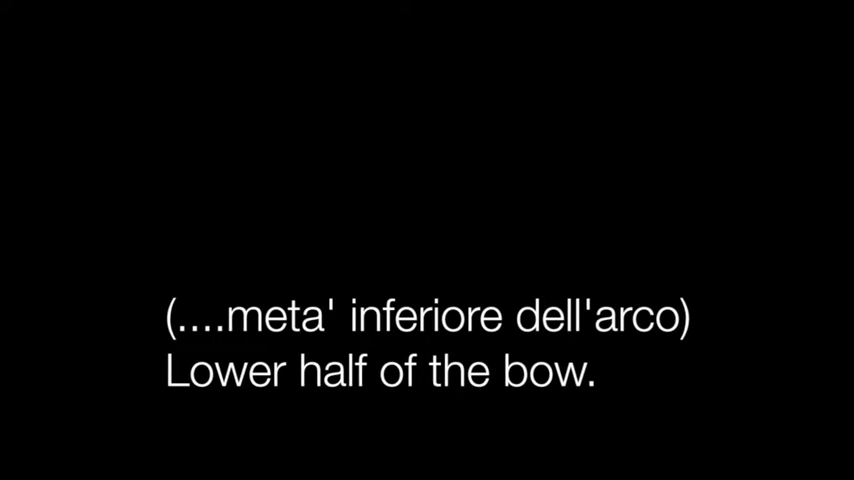 (....meta' inferiore dell'arco)
Lower half of the bow.